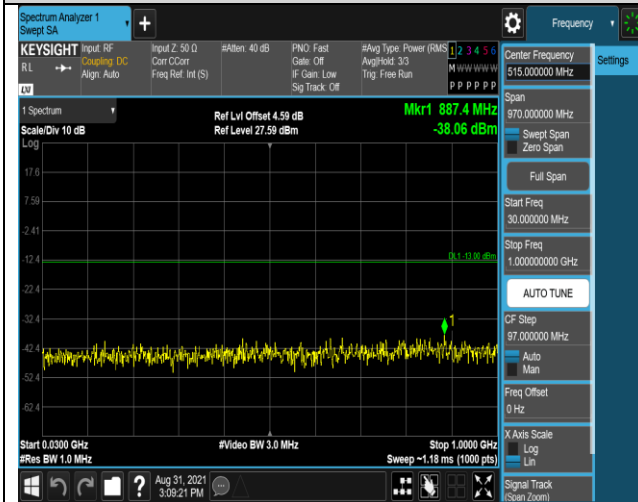 Spectrum Analyzer 1
Swept SA
+
Frequency
KEYSIGHT
Input: RF
Input Z: 50 Ω
#Atten: 40 dB
PNO: Fast
#Avg Type: Power (RMS
1 2 3 4 5 6
RL
Coupling: DC
Corr CCorr
Gate: Off
Avg|Hold: 3/3
M W W W W W
Align: Auto
Freq Ref: Int (S)
IF Gain: Low
Trig: Free Run
Sig Track: Off
P P P P P P
LXI
1 Spectrum
Ref Lvl Offset 4.59 dB
Mkr1 887.4 MHz
Scale/Div 10 dB
Ref Level 27.59 dBm
-38.06 dBm
Log
17.6
7.59
-2.41
-12.4
DL1 -13.00 dBm
-22.4
-32.4
1
-42.4
-52.4
-62.4
Start 0.0300 GHz
#Video BW 3.0 MHz
Stop 1.0000 GHz
#Res BW 1.0 MHz
Sweep ~1.18 ms (1000 pts)
Aug 31, 2021
3:09:21 PM
Center Frequency
515.000000 MHz
Settings
Span
970.000000 MHz
Swept Span
Zero Span
Full Span
Start Freq
30.000000 MHz
Stop Freq
1.000000000 GHz
AUTO TUNE
CF Step
97.000000 MHz
Auto
Man
Freq Offset
0 Hz
X Axis Scale
Log
Lin
Signal Track
(Span Zoom)